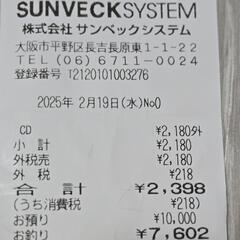 SUNVECKSYSTEM
株式会社 サンベックシステム
大阪市平野区長吉長原東1-1-22
TEL(06)6711-0024
登録番号 T2120101003276
2025年 2月19日(水)No0
CD ¥2,180外
小 計 ¥2,180
外税売 ¥2,180
外 税 ¥218
合 計 ¥2,398
(うち消費税 ¥218)
お預り ¥10,000
お釣り ¥7,602